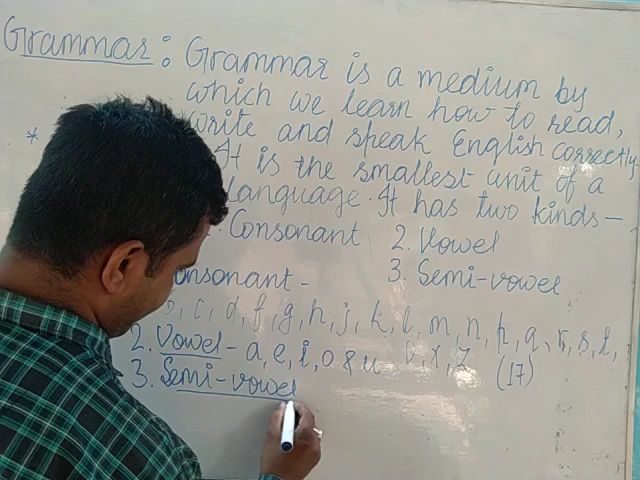 Grammar : Grammar is a medium by
which we learn how to read,
write and speak English correctly.
* It is the smallest unit of a
language. It has two kinds -
Consonant 2. Vowel
3. Semi-vowel
Consonant -
c, d, f, g, h, j, k, l, m, n, p, q, r, s, t,
v, x, z (17)
2. Vowel - a, e, i, o & u
3. Semi-vowel